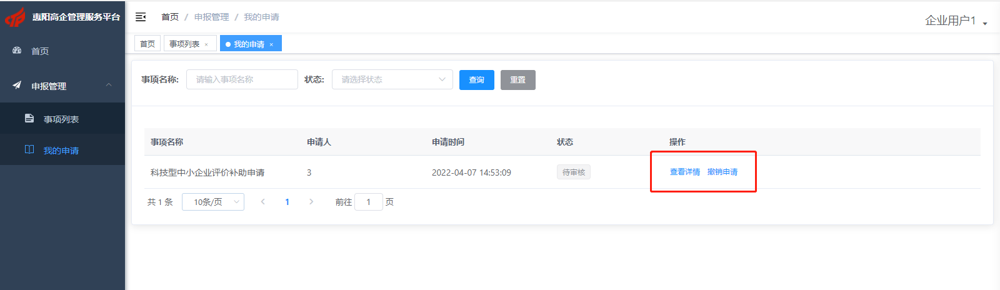 惠阳高企管理服务平台
首页 / 申报管理 / 我的申请
企业用户1
首页 事项列表 × 我的申请 ×
首页
申报管理
事项列表
我的申请
事项名称: 请输入事项名称 状态: 请选择状态 查询 重置
事项名称 申请人 申请时间 状态 操作
科技型中小企业评价补助申请 3 2022-04-07 14:53:09 待审核 查看详情 撤销申请
共 1 条 10条/页 < 1 > 前往 1 页